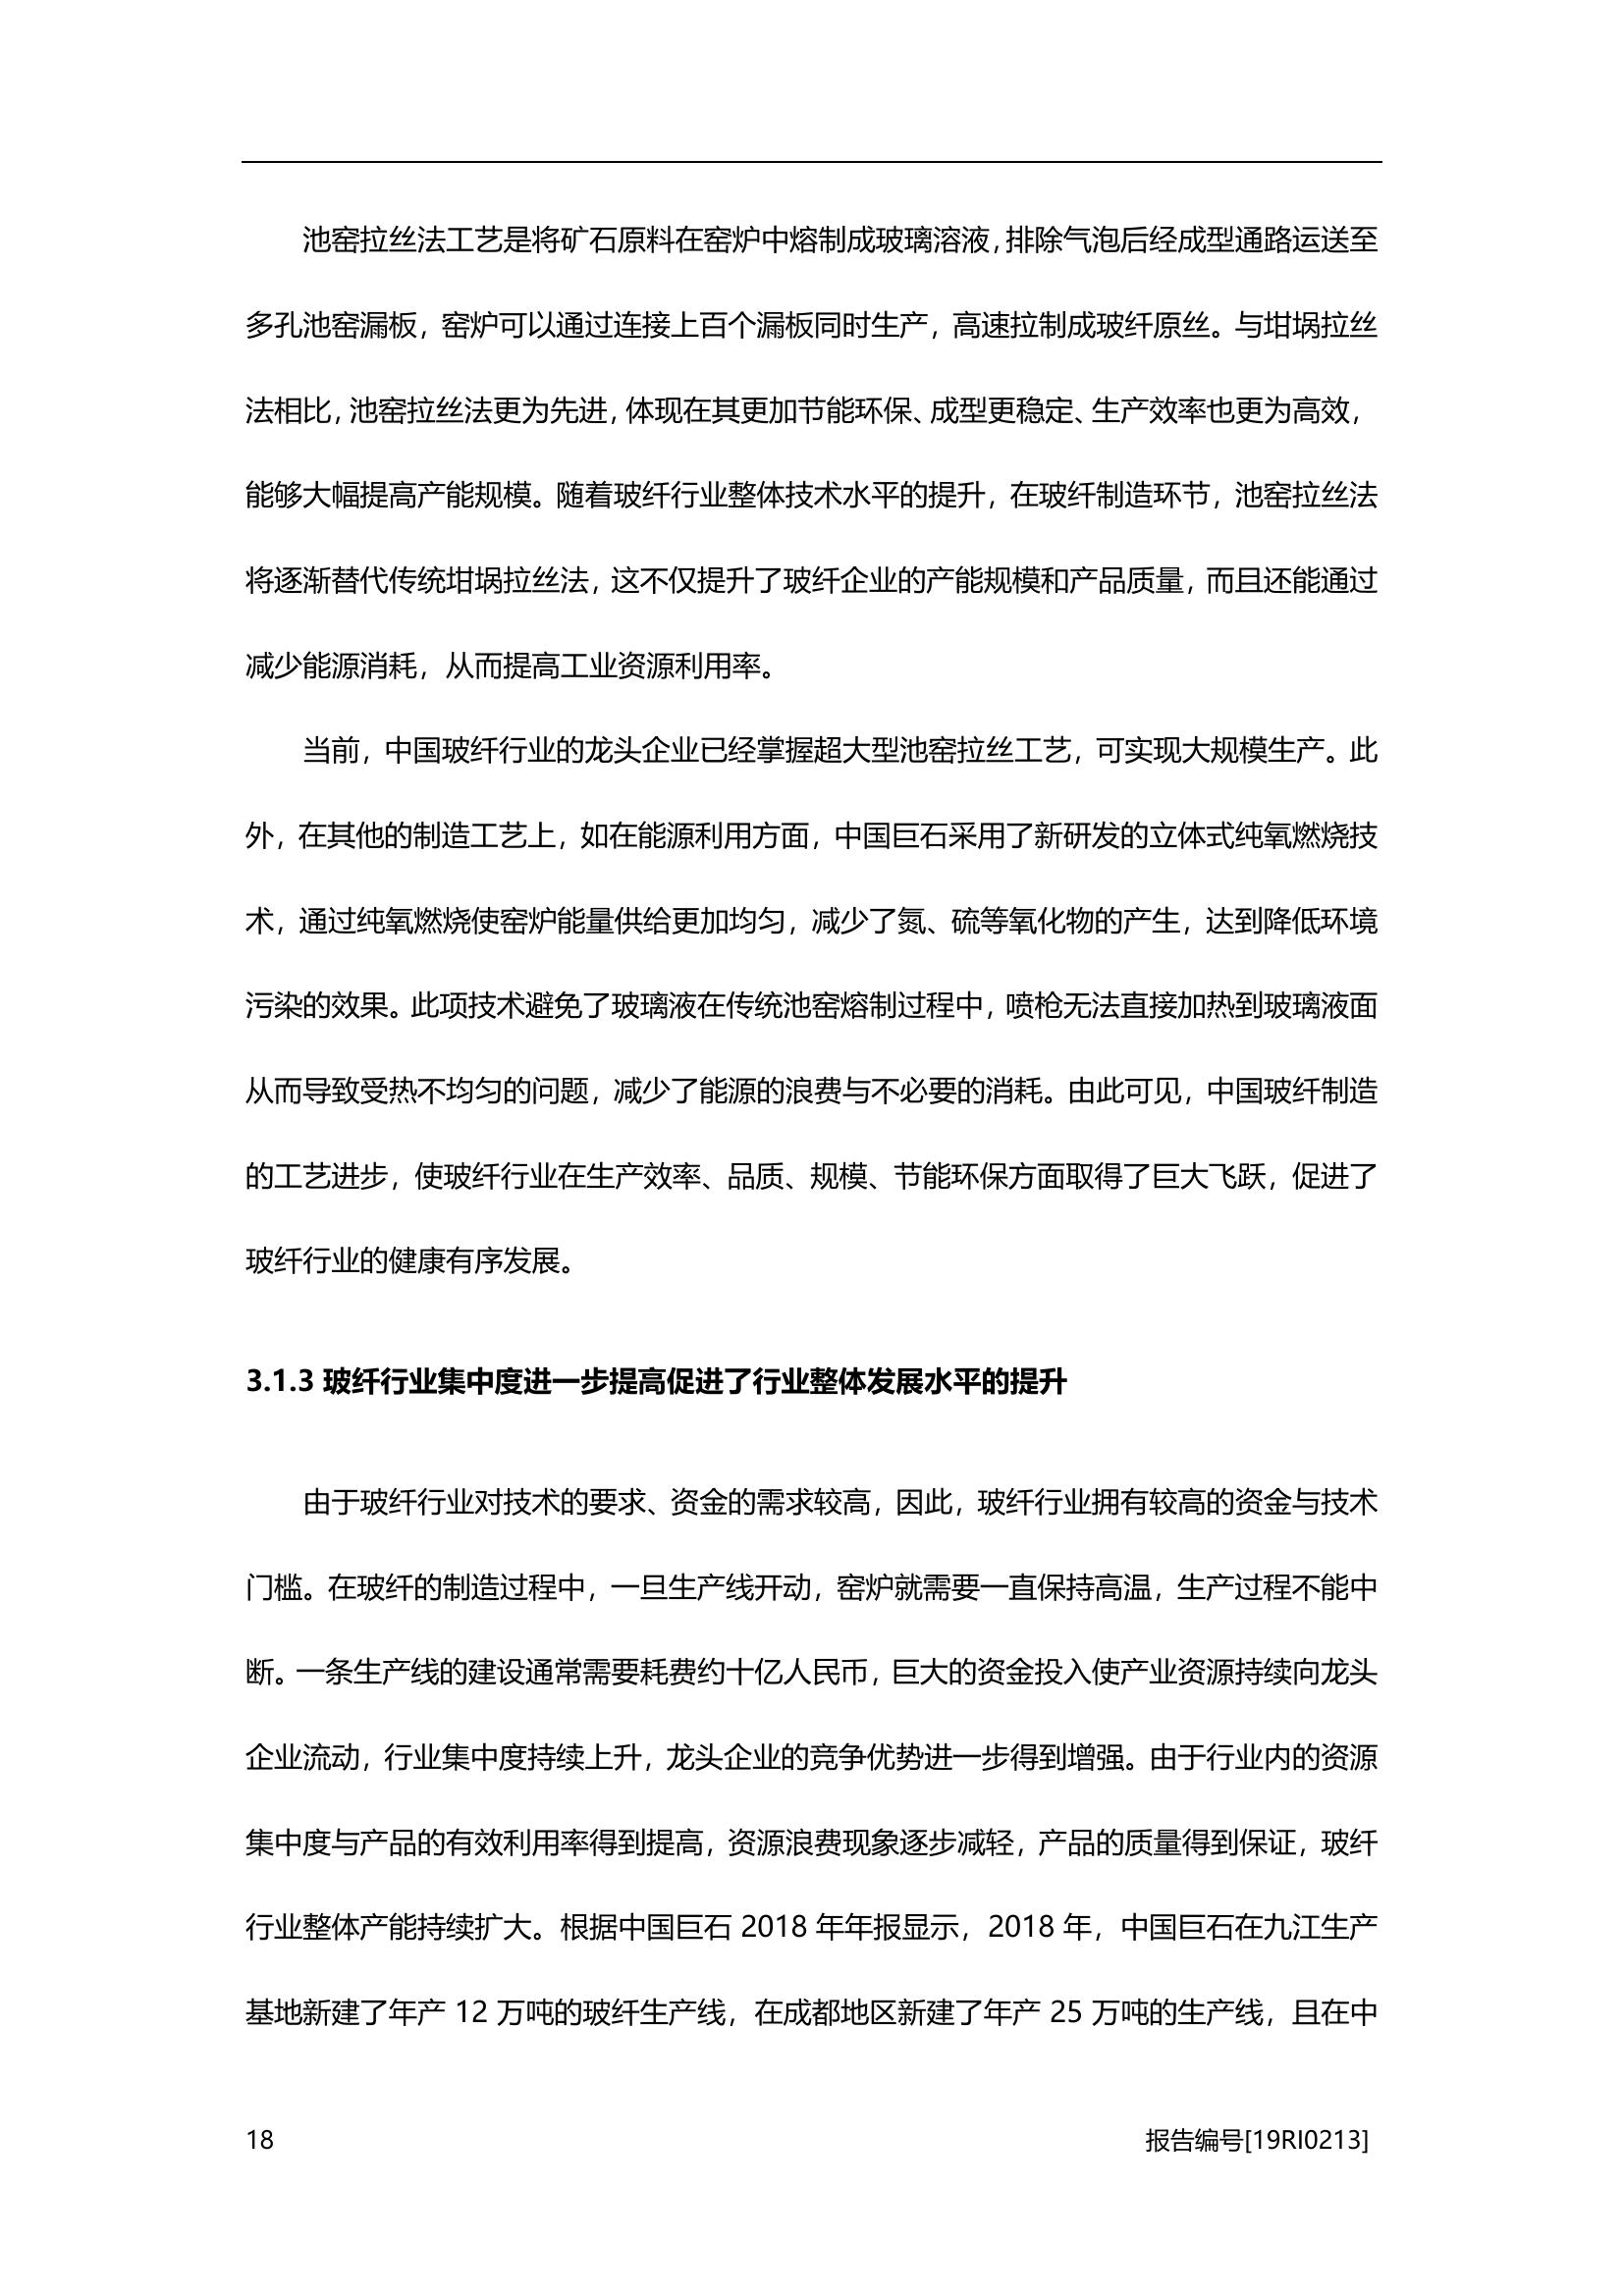 池窑拉丝法工艺是将矿石原料在窑炉中熔制成玻璃溶液，排除气泡后经成型通路运送至
多孔池窑漏板，窑炉可以通过连接上百个漏板同时生产，高速拉制成玻纤原丝。与坩埚拉丝
法相比，池窑拉丝法更为先进，体现在其更加节能环保、成型更稳定、生产效率也更为高效，
能够大幅提高产能规模。随着玻纤行业整体技术水平的提升，在玻纤制造环节，池窑拉丝法
将逐渐替代传统坩埚拉丝法，这不仅提升了玻纤企业的产能规模和产品质量，而且还能通过
减少能源消耗，从而提高工业资源利用率。
当前，中国玻纤行业的龙头企业已经掌握超大型池窑拉丝工艺，可实现大规模生产。此
外，在其他的制造工艺上，如在能源利用方面，中国巨石采用了新研发的立体式纯氧燃烧技
术，通过纯氧燃烧使窑炉能量供给更加均匀，减少了氮、硫等氧化物的产生，达到降低环境
污染的效果。此项技术避免了玻璃液在传统池窑熔制过程中，喷枪无法直接加热到玻璃液面
从而导致受热不均匀的问题，减少了能源的浪费与不必要的消耗。由此可见，中国玻纤制造
的工艺进步，使玻纤行业在生产效率、品质、规模、节能环保方面取得了巨大飞跃，促进了
玻纤行业的健康有序发展。
3.1.3 玻纤行业集中度进一步提高促进了行业整体发展水平的提升
由于玻纤行业对技术的要求、资金的需求较高，因此，玻纤行业拥有较高的资金与技术
门槛。在玻纤的制造过程中，一旦生产线开动，窑炉就需要一直保持高温，生产过程不能中
断。一条生产线的建设通常需要耗费约十亿人民币，巨大的资金投入使产业资源持续向龙头
企业流动，行业集中度持续上升，龙头企业的竞争优势进一步得到增强。由于行业内的资源
集中度与产品的有效利用率得到提高，资源浪费现象逐步减轻，产品的质量得到保证，玻纤
行业整体产能持续扩大。根据中国巨石 2018 年年报显示，2018 年，中国巨石在九江生产
基地新建了年产 12 万吨的玻纤生产线，在成都地区新建了年产 25 万吨的生产线，且在中
18
报告编号[19RI0213]